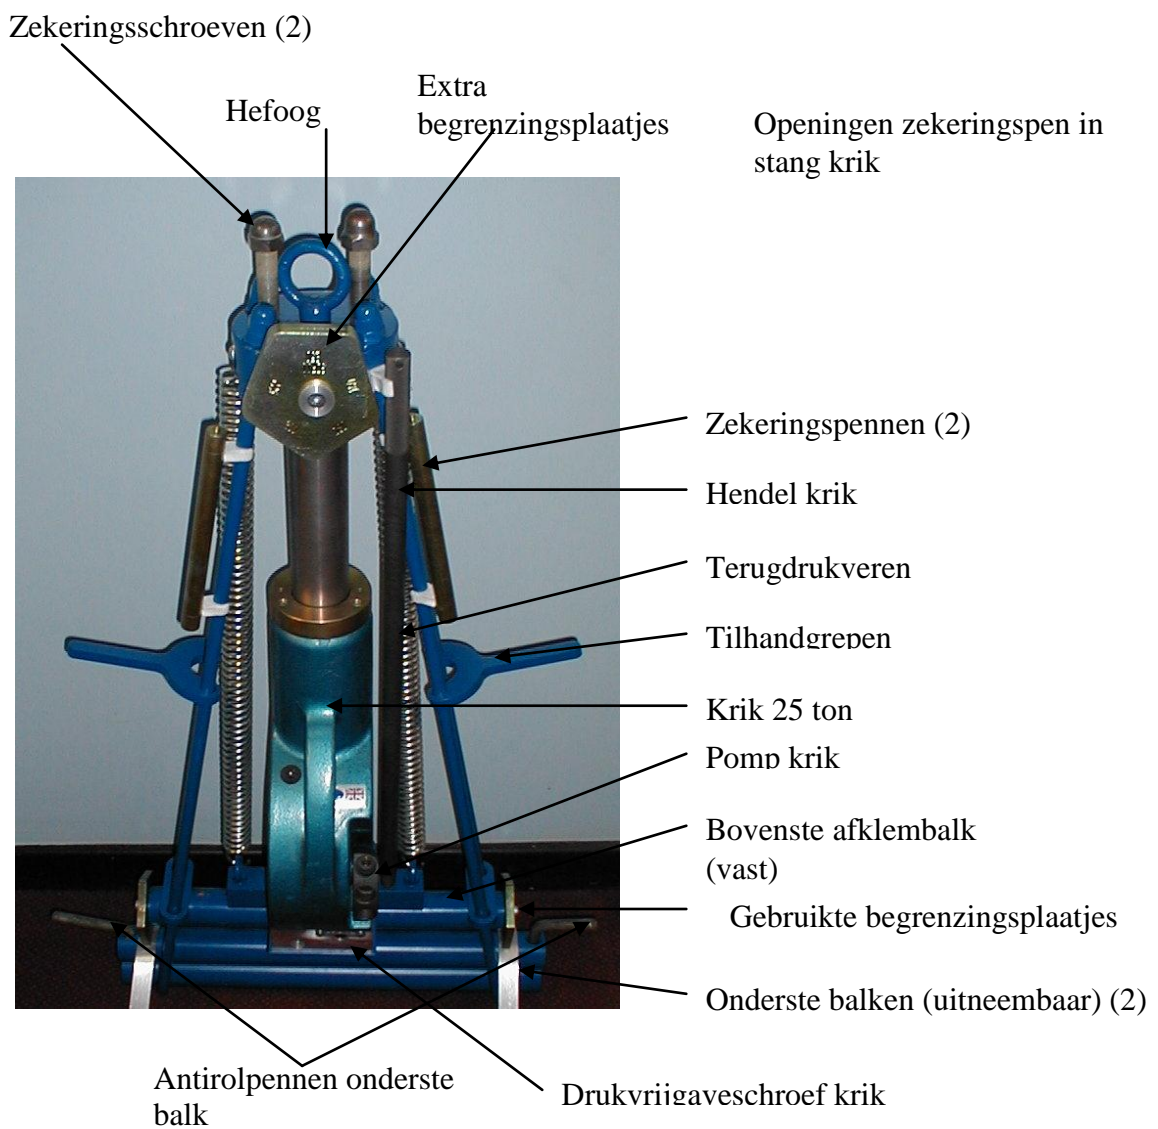 Zekeringsschroeven (2)
Hefoog
Extra
begrenzingsplaatjes
Openingen zekeringspen in
stang krik
Zekeringspennen (2)
Hendel krik
Terugdrukveren
Tilhandgrepen
Krik 25 ton
Pomp krik
Bovenste afklembalk
(vast)
Gebruikte begrenzingsplaatjes
Onderste balken (uitneembaar) (2)
Antirolpennen onderste
balk
Drukvrijgaveschroef krik